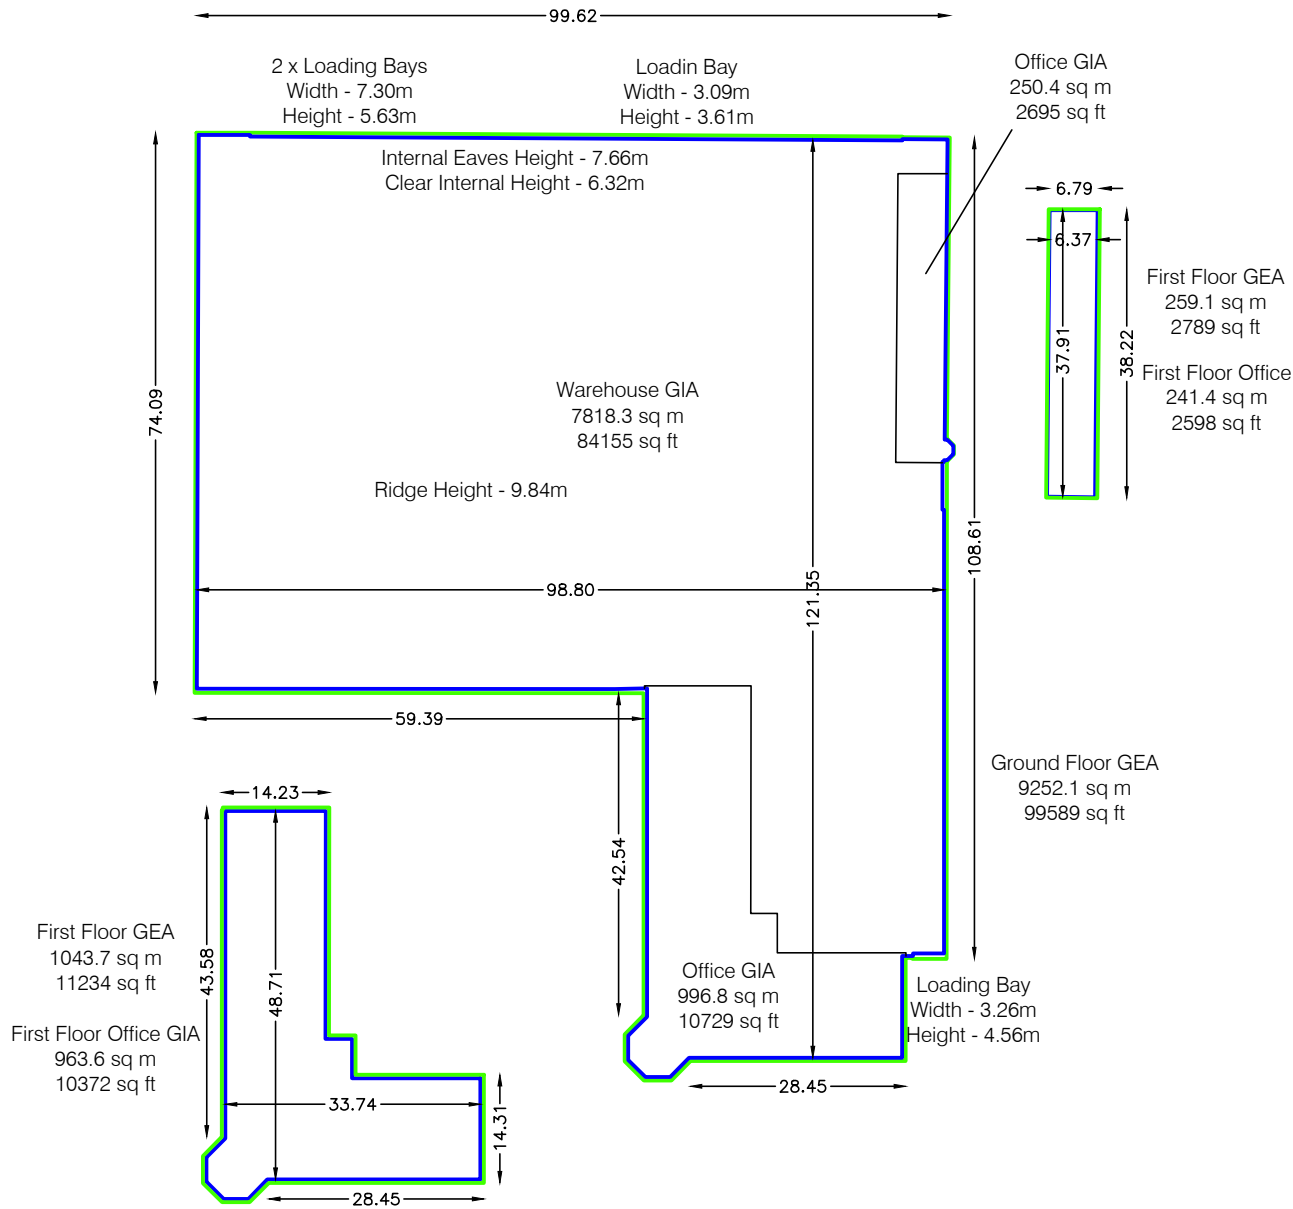 99.62
2 x Loading Bays
Width - 7.30m
Height - 5.63m
Loadin Bay
Width - 3.09m
Height - 3.61m
Office GIA
250.4 sq m
2695 sq ft
Internal Eaves Height - 7.66m
Clear Internal Height - 6.32m
6.79
6.37
37.91
38.22
First Floor GEA
259.1 sq m
2789 sq ft
First Floor Office
241.4 sq m
2598 sq ft
74.09
Warehouse GIA
7818.3 sq m
84155 sq ft
Ridge Height - 9.84m
108.61
98.80
121.35
59.39
Ground Floor GEA
9252.1 sq m
99589 sq ft
14.23
42.54
First Floor GEA
1043.7 sq m
11234 sq ft
43.58
48.71
First Floor Office GIA
963.6 sq m
10372 sq ft
Office GIA
996.8 sq m
10729 sq ft
Loading Bay
Width - 3.26m
Height - 4.56m
28.45
33.74
14.31
28.45